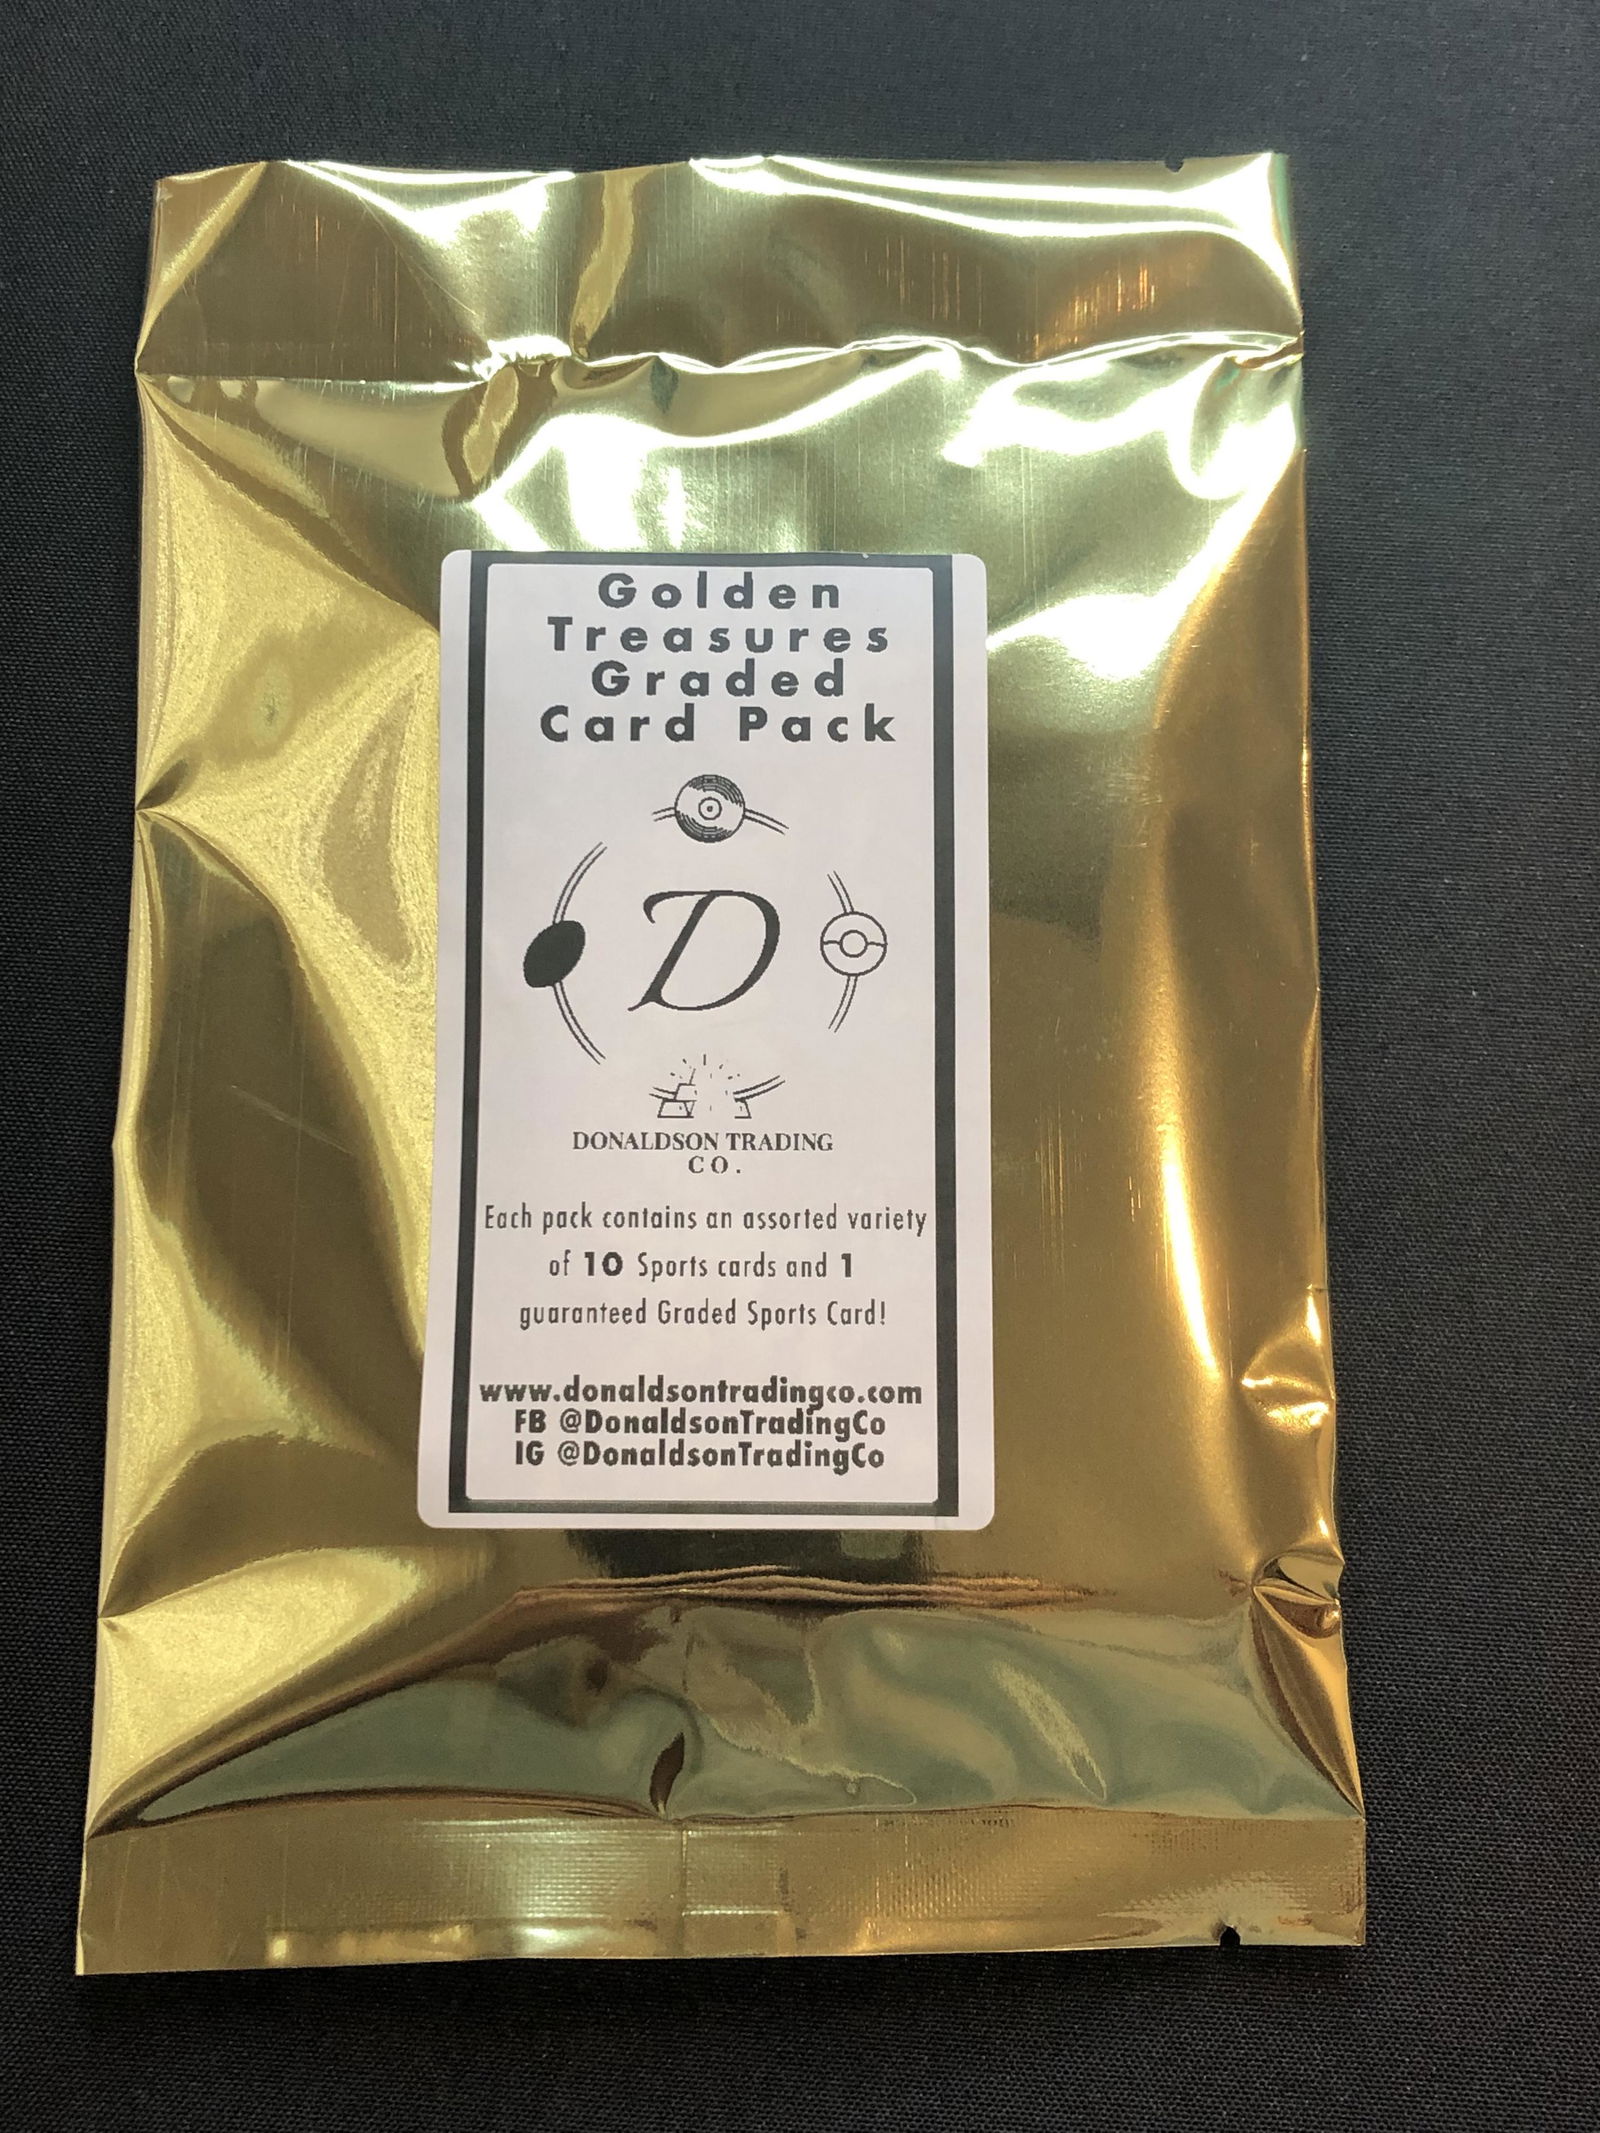 Golden
Treasures
Graded
Card Pack
D
DONALDSON TRADING
CO.
Each pack contains an assorted variety
of 10 Sports cards and 1
guaranteed Graded Sports Card!
www.donaldsontradingco.com
FB @DonaldsonTradingCo
IG @DonaldsonTradingCo